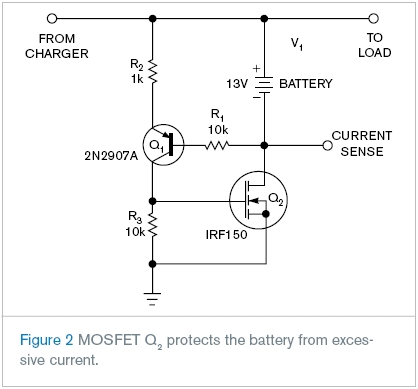 FROM
CHARGER
TO
LOAD
V1
R2
1k
13V
+
BATTERY
–
R1
10k
CURRENT
SENSE
Q1
2N2907A
Q2
R3
10k
IRF150
Figure 2 MOSFET Q2 protects the battery from exces-
sive current.